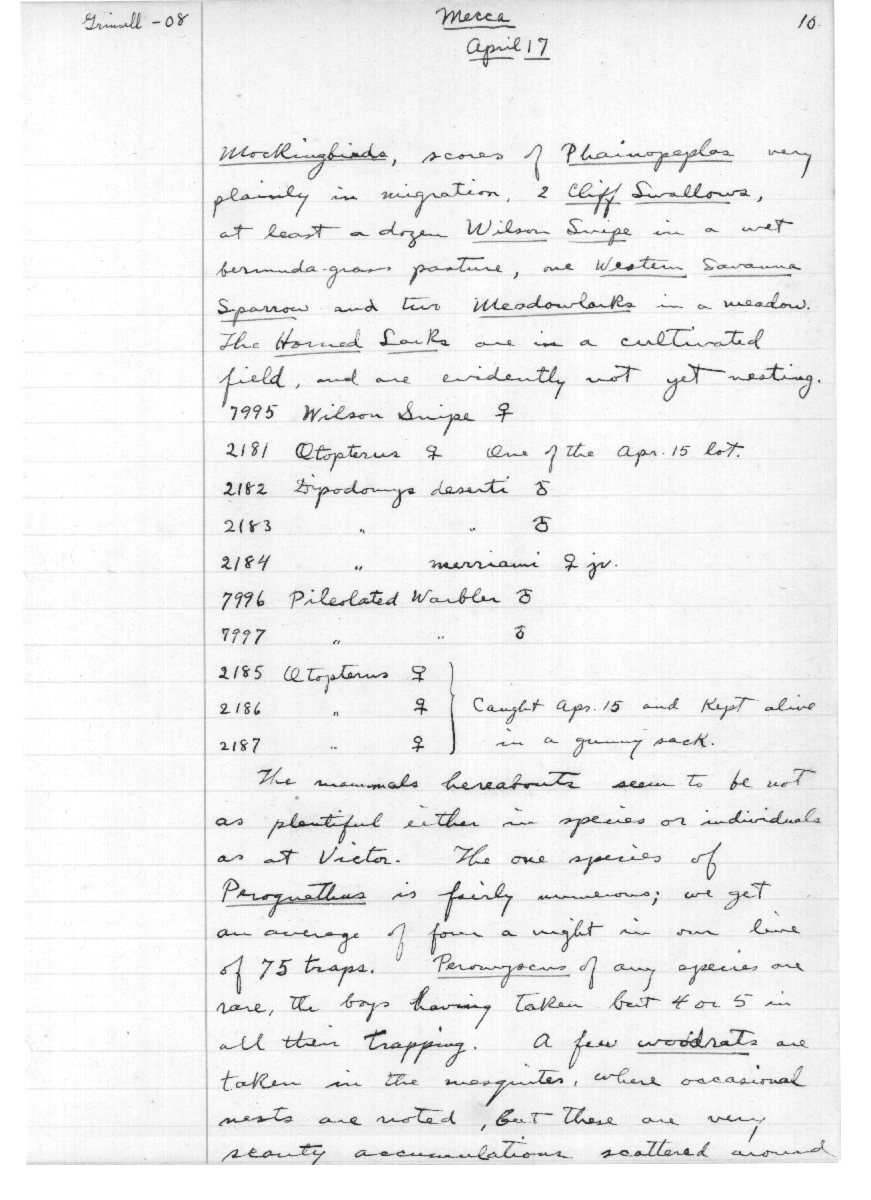 Grinnell - 08
Mecca
10.
April 17
Mockingbirds, scores of Phainopeplas very
plainly in migration, 2 Cliff Swallows,
at least a dozen Wilson Snipe in a wet
bermuda-grass pasture, one Western Savanna
Sparrow and two Meadowlarks in a meadow.
The Horned Larks are in a cultivated
field, and are evidently not yet nesting.
7995 Wilson Snipe ♀
2181 Otopterus ♀ One of the Apr. 15 lot.
2182 Dipodomys deserti ♂
2183 " " ♂
2184 " merriami ♀ jv.
7996 Pileolated Warbler ♂
7997 " " ♂
2185 Otopterus ♀
2186 " ♀ Caught Apr. 15 and kept alive
2187 " ♀ in a gunny sack.
The mammals hereabouts seem to be not
as plentiful either in species or individuals
as at Victor. The one species of
Perognathus is fairly numerous; we get
an average of four a night in our line
of 75 traps. Peromyscus of any species are
rare, the boys having taken but 4 or 5 in
all their trapping. A few woodrats are
taken in the mesquites, where occasional
nests are noted, but these are very
scanty accumulations scattered around